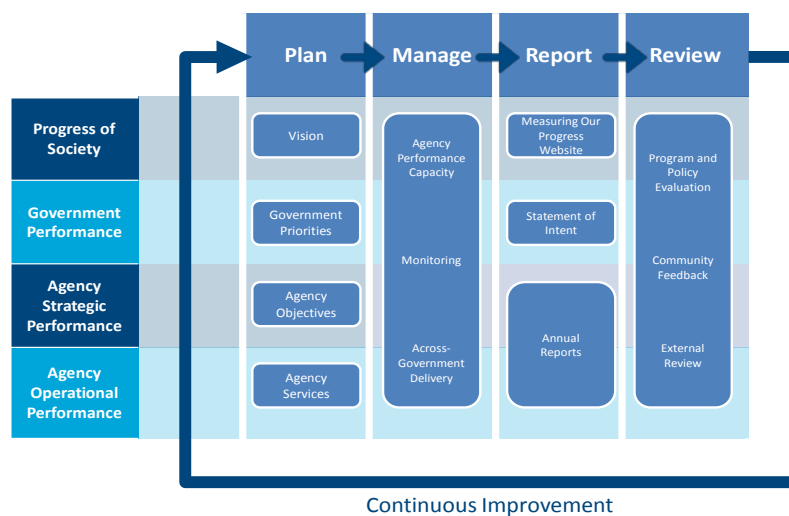 Plan
Manage
Report
Review
Progress of
Society
Vision
Agency
Performance
Capacity
Measuring Our
Progress
Website
Program and
Policy
Evaluation
Government
Performance
Government
Priorities
Monitoring
Statement of
Intent
Community
Feedback
Agency
Strategic
Performance
Agency
Objectives
Across-
Government
Delivery
Annual
Reports
External
Review
Agency
Operational
Performance
Agency
Services
Continuous Improvement